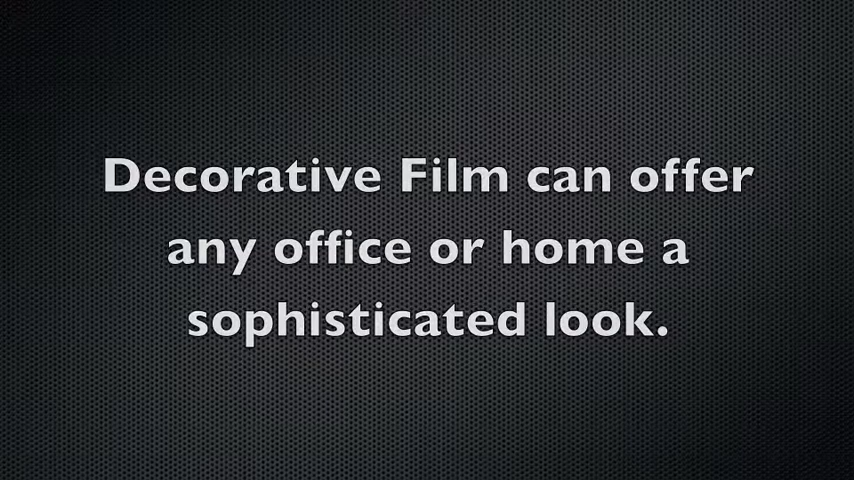 Decorative Film can offer
any office or home a
sophisticated look.